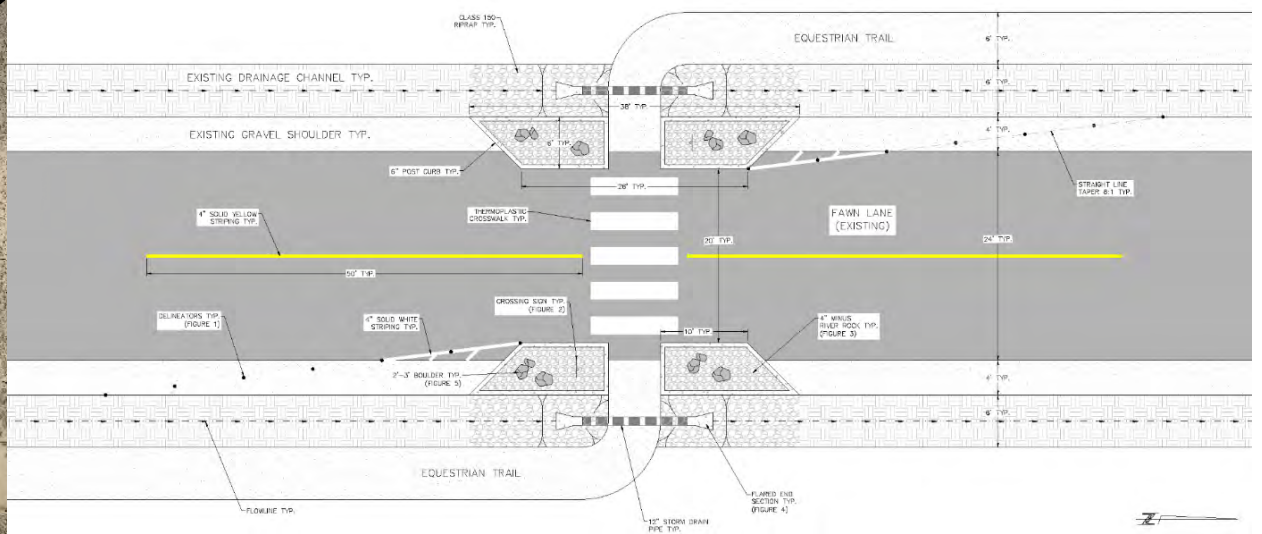 CLASS 150
RIPRAP TYP.
EQUESTRIAN TRAIL
6' TYP.
EXISTING DRAINAGE CHANNEL TYP.
6' TYP.
38' TYP.
EXISTING GRAVEL SHOULDER TYP.
4' TYP.
6' TYP.
6" POST CURB TYP.
26' TYP.
STRAIGHT LINE
TAPER 8:1 TYP.
4" SOLID YELLOW
STRIPING TYP.
THERMOPLASTIC
CROSSWALK TYP.
FAWN LANE
(EXISTING)
20' TYP.
24' TYP.
50' TYP.
CROSSING SIGN TYP.
(FIGURE 2)
DELINEATORS TYP.
(FIGURE 1)
4" SOLID WHITE
STRIPING TYP.
10' TYP.
4" MINUS
RIVER ROCK TYP.
(FIGURE 3)
2'-3' BOULDER TYP.
(FIGURE 5)
4' TYP.
6' TYP.
EQUESTRIAN TRAIL
FLOWLINE TYP.
FLARED END
SECTION TYP.
(FIGURE 4)
12" STORM DRAIN
PIPE TYP.